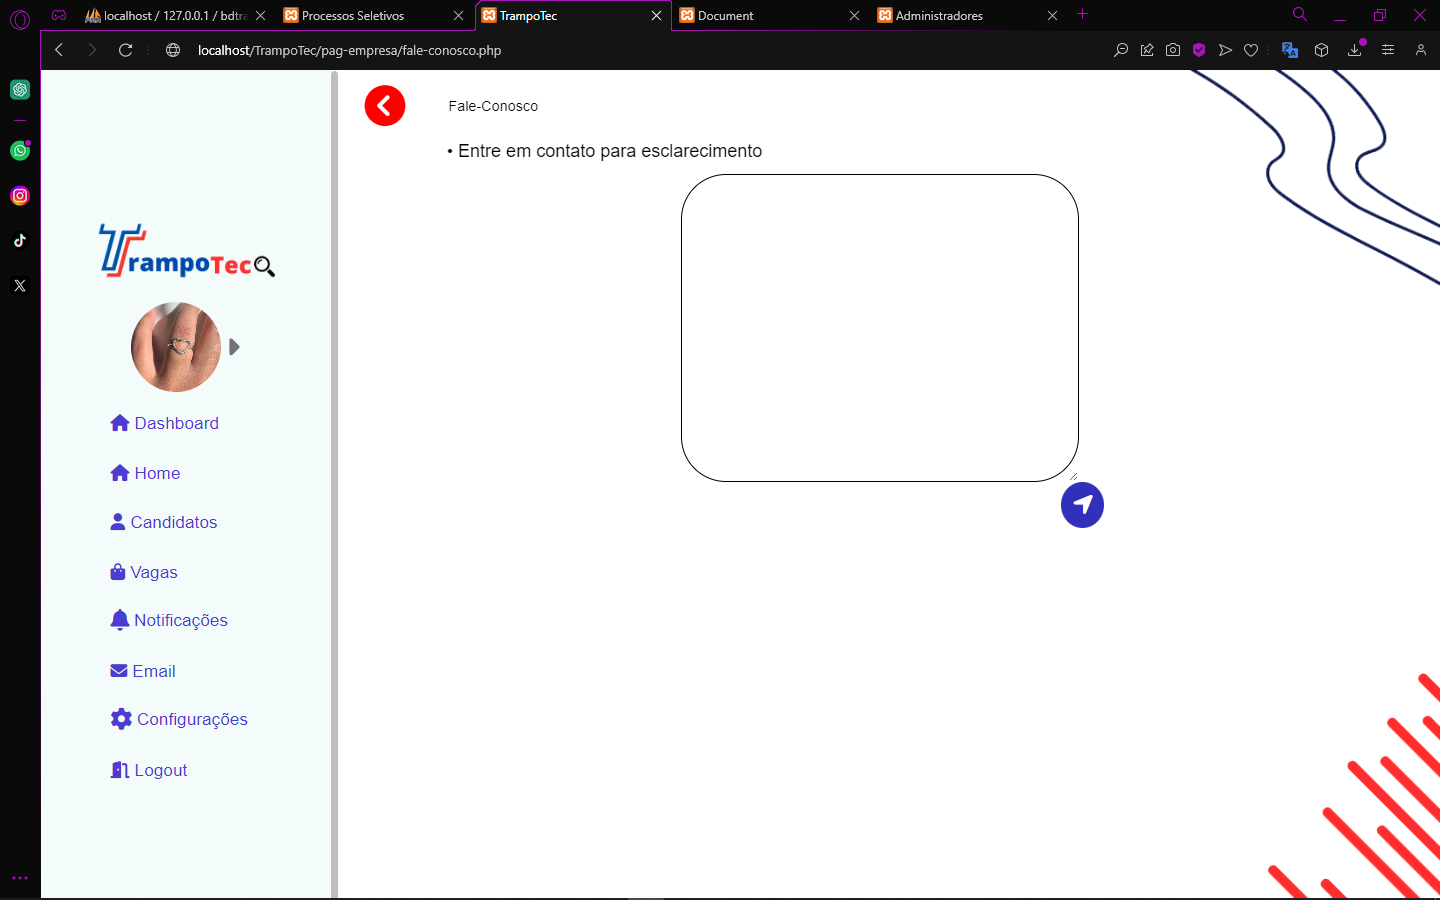 localhost / 127.0.0.1 / bdtra
Processos Seletivos
TrampoTec
Document
Administradores
localhost/TrampoTec/pag-empresa/fale-conosco.php
Fale-Conosco
• Entre em contato para esclarecimento
TrampoTec
Dashboard
Home
Candidatos
Vagas
Notificações
Email
Configurações
Logout